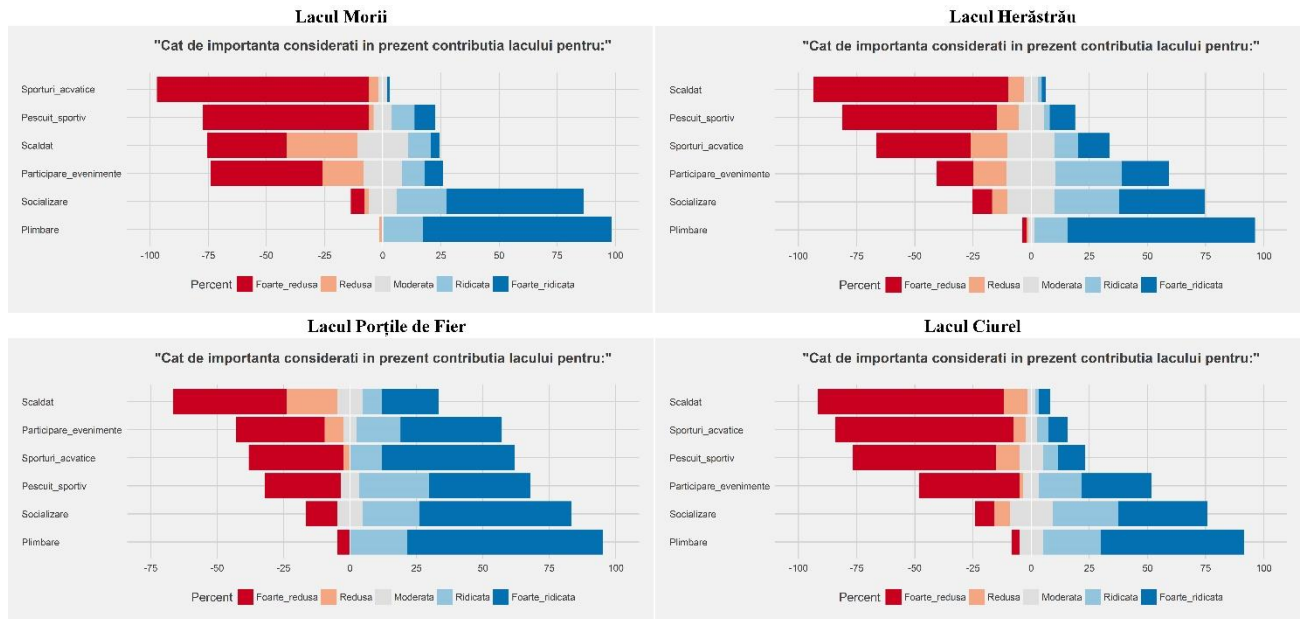 Lacul Morii
"Cat de importanta considerati in prezent contributia lacului pentru:"
Sporturi_acvatice
Pescuit_sportiv
Scaldat
Participare_evenimente
Socializare
Plimbare
-100 -75 -50 -25 0 25 50 75 100
Percent Foarte_redusa Redusa Moderata Ridicata Foarte_ridicata
Lacul Herăstrău
"Cat de importanta considerati in prezent contributia lacului pentru:"
Scaldat
Pescuit_sportiv
Sporturi_acvatice
Participare_evenimente
Socializare
Plimbare
-100 -75 -50 -25 0 25 50 75 100
Percent Foarte_redusa Redusa Moderata Ridicata Foarte_ridicata
Lacul Porțile de Fier
"Cat de importanta considerati in prezent contributia lacului pentru:"
Scaldat
Participare_evenimente
Sporturi_acvatice
Pescuit_sportiv
Socializare
Plimbare
-75 -50 -25 0 25 50 75 100
Percent Foarte_redusa Redusa Moderata Ridicata Foarte_ridicata
Lacul Ciurel
"Cat de importanta considerati in prezent contributia lacului pentru:"
Scaldat
Sporturi_acvatice
Pescuit_sportiv
Participare_evenimente
Socializare
Plimbare
-100 -75 -50 -25 0 25 50 75 100
Percent Foarte_redusa Redusa Moderata Ridicata Foarte_ridicata